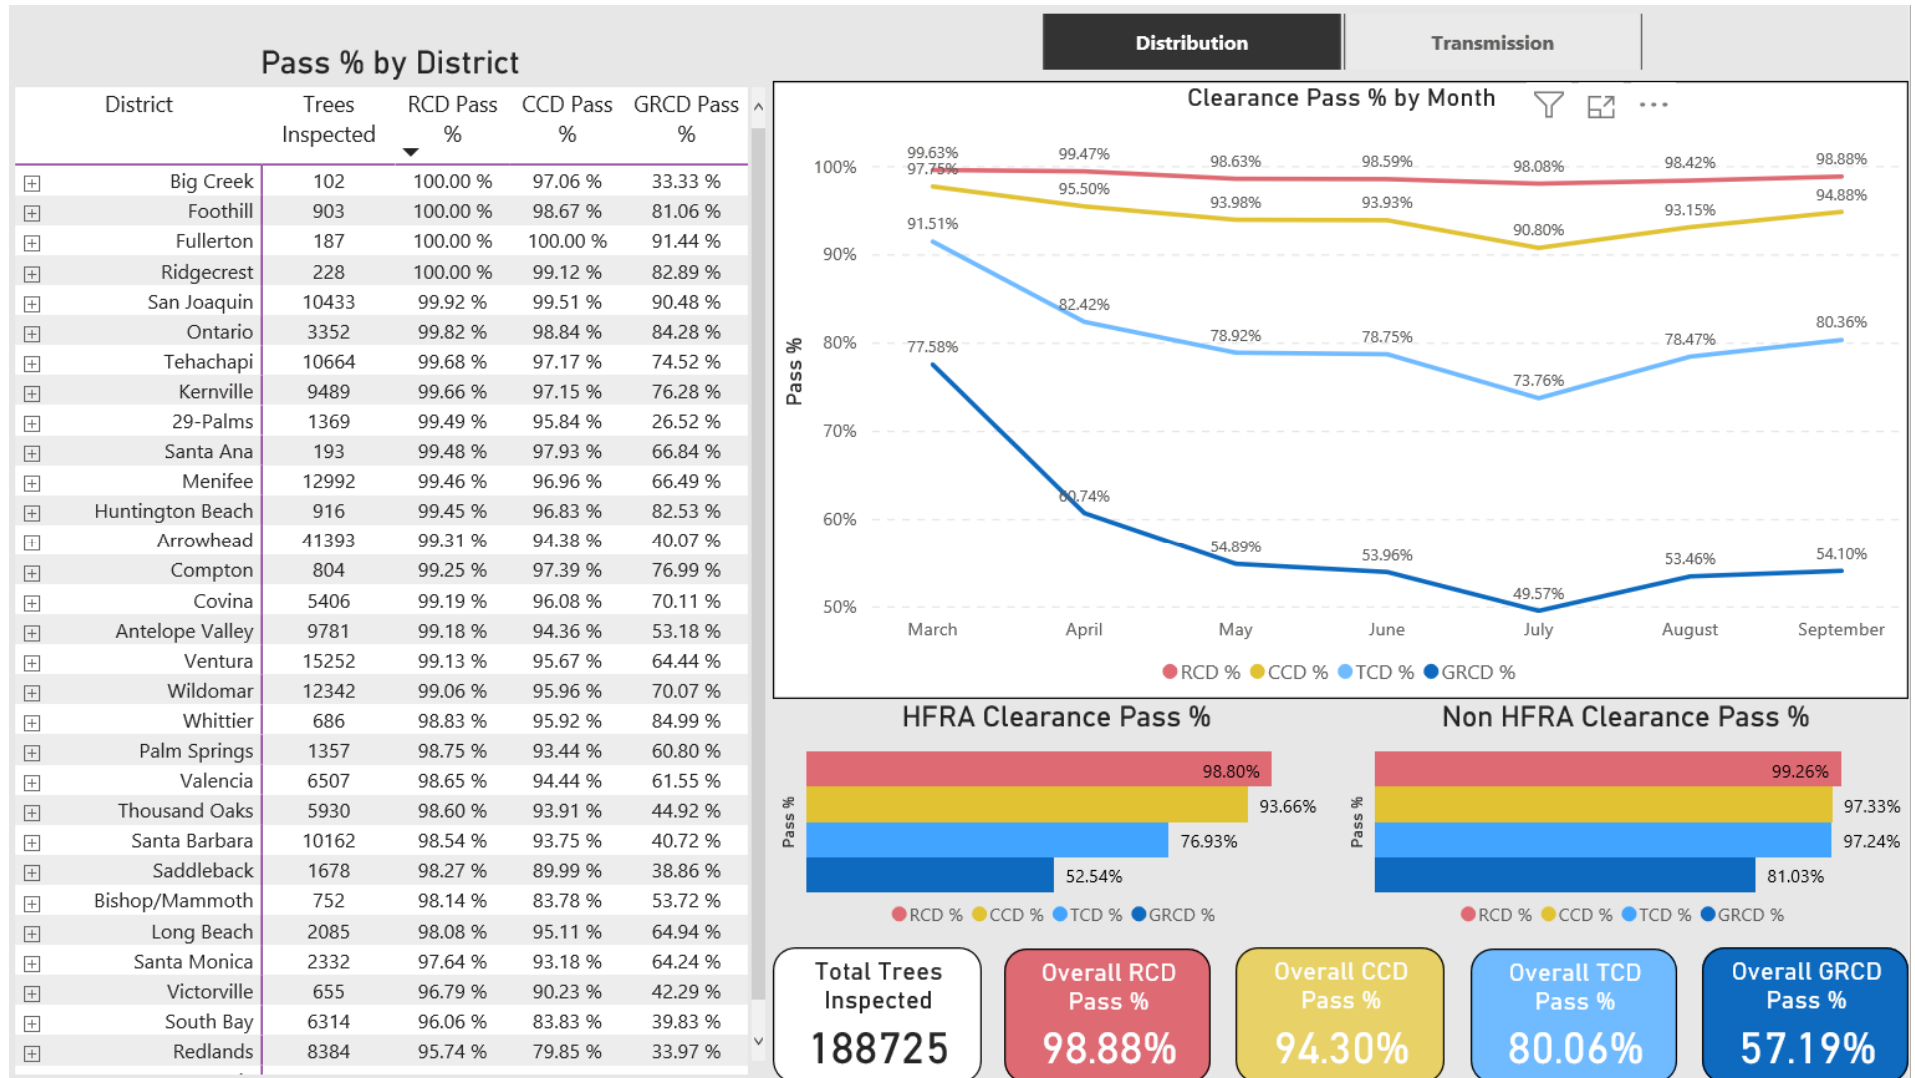 Distribution
Transmission
Pass % by District
District Trees Inspected RCD Pass % CCD Pass % GRCD Pass %
Big Creek 102 100.00 % 97.06 % 33.33 %
Foothill 903 100.00 % 98.67 % 81.06 %
Fullerton 187 100.00 % 100.00 % 91.44 %
Ridgecrest 228 100.00 % 99.12 % 82.89 %
San Joaquin 10433 99.92 % 99.51 % 90.48 %
Ontario 3352 99.82 % 98.84 % 84.28 %
Tehachapi 10664 99.68 % 97.17 % 74.52 %
Kernville 9489 99.66 % 97.15 % 76.28 %
29-Palms 1369 99.49 % 95.84 % 26.52 %
Santa Ana 193 99.48 % 97.93 % 66.84 %
Menifee 12992 99.46 % 96.96 % 66.49 %
Huntington Beach 916 99.45 % 96.83 % 82.53 %
Arrowhead 41393 99.31 % 94.38 % 40.07 %
Compton 804 99.25 % 97.39 % 76.99 %
Covina 5406 99.19 % 96.08 % 70.11 %
Antelope Valley 9781 99.18 % 94.36 % 53.18 %
Ventura 15252 99.13 % 95.67 % 64.44 %
Wildomar 12342 99.06 % 95.96 % 70.07 %
Whittier 686 98.83 % 95.92 % 84.99 %
Palm Springs 1357 98.75 % 93.44 % 60.80 %
Valencia 6507 98.65 % 94.44 % 61.55 %
Thousand Oaks 5930 98.60 % 93.91 % 44.92 %
Santa Barbara 10162 98.54 % 93.75 % 40.72 %
Saddleback 1678 98.27 % 89.99 % 38.86 %
Bishop/Mammoth 752 98.14 % 83.78 % 53.72 %
Long Beach 2085 98.08 % 95.11 % 64.94 %
Santa Monica 2332 97.64 % 93.18 % 64.24 %
Victorville 655 96.79 % 90.23 % 42.29 %
South Bay 6314 96.06 % 83.83 % 39.83 %
Redlands 8384 95.74 % 79.85 % 33.97 %
Clearance Pass % by Month
Pass %
100%
90%
80%
70%
60%
50%
99.63% 99.47% 98.63% 98.59% 98.08% 98.42% 98.88%
97.75% 95.50% 93.98% 93.93% 90.80% 93.15% 94.88%
91.51% 82.42% 78.92% 78.75% 73.76% 78.47% 80.36%
77.58% 60.74% 54.89% 53.96% 49.57% 53.46% 54.10%
March April May June July August September
RCD % CCD % TCD % GRCD %
HFRA Clearance Pass %
Pass %
98.80%
93.66%
76.93%
52.54%
RCD % CCD % TCD % GRCD %
Non HFRA Clearance Pass %
Pass %
99.26%
97.33%
97.24%
81.03%
RCD % CCD % TCD % GRCD %
Total Trees
Inspected
188725
Overall RCD
Pass %
98.88%
Overall CCD
Pass %
94.30%
Overall TCD
Pass %
80.06%
Overall GRCD
Pass %
57.19%